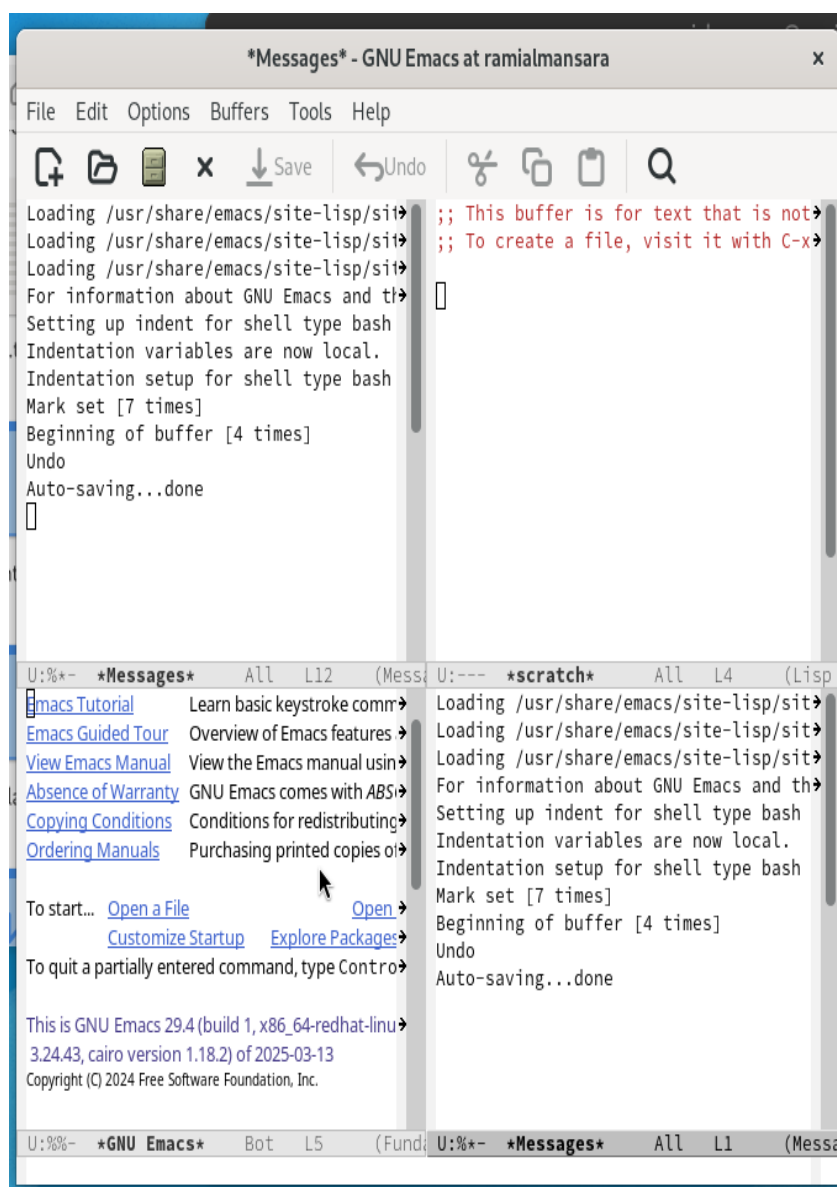 *Messages* - GNU Emacs at ramialmansara
File Edit Options Buffers Tools Help
Save Undo
Loading /usr/share/emacs/site-lisp/sit
Loading /usr/share/emacs/site-lisp/sit
Loading /usr/share/emacs/site-lisp/sit
For information about GNU Emacs and th
Setting up indent for shell type bash
Indentation variables are now local.
Indentation setup for shell type bash
Mark set [7 times]
Beginning of buffer [4 times]
Undo
Auto-saving...done
U:%*- *Messages* All L12 (Messa
;; This buffer is for text that is not
;; To create a file, visit it with C-x
U:--- *scratch* All L4 (Lisp
Emacs Tutorial Learn basic keystroke comm
Emacs Guided Tour Overview of Emacs features
View Emacs Manual View the Emacs manual usin
Absence of Warranty GNU Emacs comes with ABS
Copying Conditions Conditions for redistributing
Ordering Manuals Purchasing printed copies of
To start... Open a File Open
Customize Startup Explore Packages
To quit a partially entered command, type Contro
This is GNU Emacs 29.4 (build 1, x86_64-redhat-linu
3.24.43, cairo version 1.18.2) of 2025-03-13
Copyright (C) 2024 Free Software Foundation, Inc.
U:%%- *GNU Emacs* Bot L5 (Funda
Loading /usr/share/emacs/site-lisp/sit
Loading /usr/share/emacs/site-lisp/sit
Loading /usr/share/emacs/site-lisp/sit
For information about GNU Emacs and th
Setting up indent for shell type bash
Indentation variables are now local.
Indentation setup for shell type bash
Mark set [7 times]
Beginning of buffer [4 times]
Undo
Auto-saving...done
U:%*- *Messages* All L1 (Messa